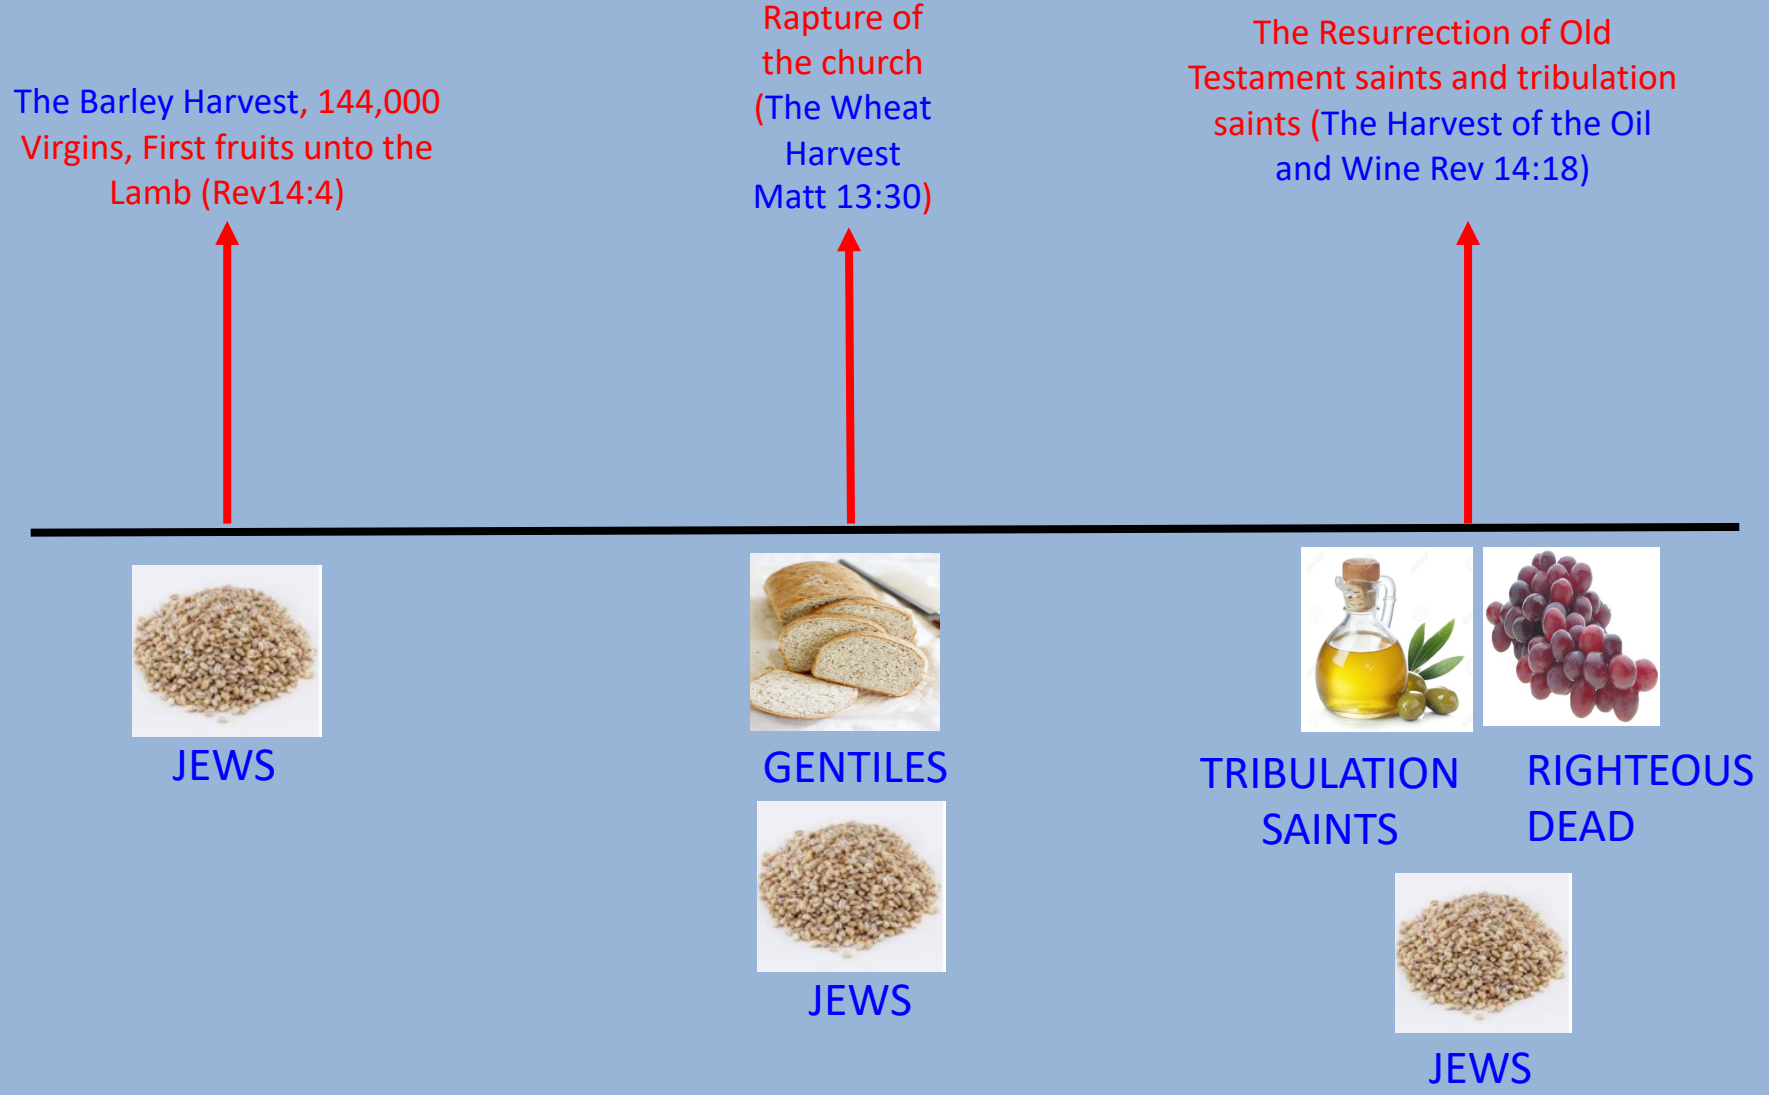 The Barley Harvest, 144,000
Virgins, First fruits unto the
Lamb (Rev14:4)
Rapture of
the church
(The Wheat
Harvest
Matt 13:30)
The Resurrection of Old
Testament saints and tribulation
saints (The Harvest of the Oil
and Wine Rev 14:18)
JEWS
GENTILES
JEWS
TRIBULATION
SAINTS
RIGHTEOUS
DEAD
JEWS